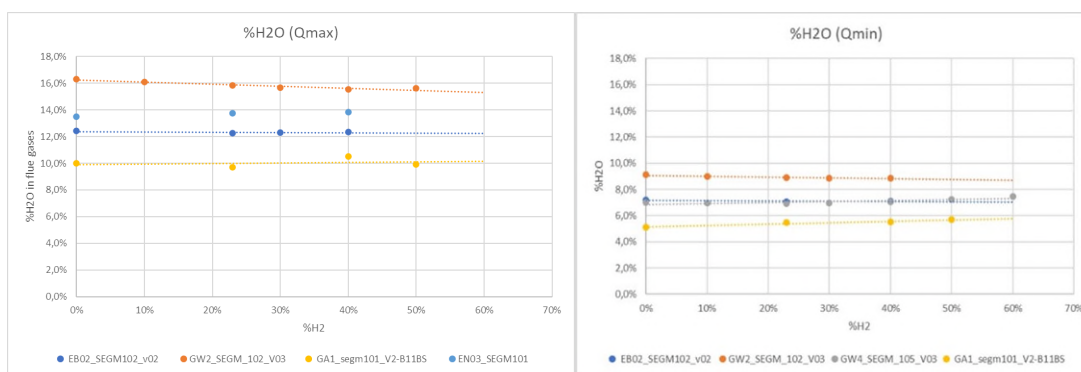 %H2O (Qmax)
18,0%
16,0%
14,0%
12,0%
10,0%
8,0%
6,0%
4,0%
2,0%
0,0%
%H2O in flue gases
0%
10%
20%
30%
40%
50%
60%
70%
%H2
EB02_SEGM102_v02
GW2_SEGM_102_V03
GA1_segm101_V2-B11BS
EN03_SEGM101
%H2O (Qmin)
18,0%
16,0%
14,0%
12,0%
10,0%
8,0%
6,0%
4,0%
2,0%
0,0%
%H2O
0%
10%
20%
30%
40%
50%
60%
70%
%H2
EB02_SEGM102_v02
GW2_SEGM_102_V03
GW4_SEGM_105_V03
GA1_segm101_V2-B11BS